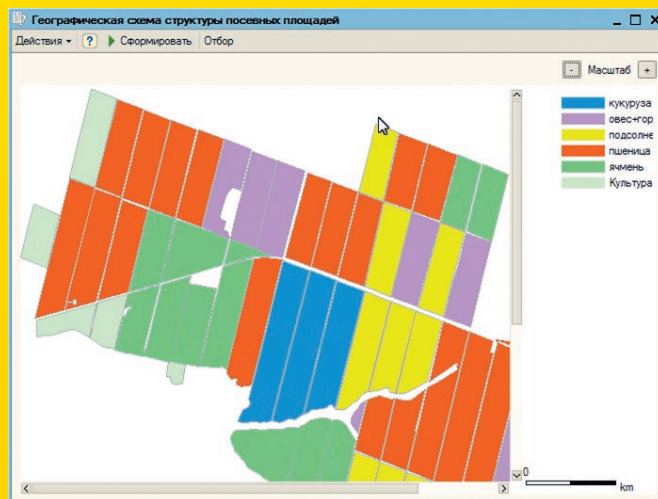 Географическая схема структуры посевных площадей
Действия ? Сформировать Отбор
- Масштаб +
кукуруза
овес+гор
подсолне
пшеница
ячмень
Культура
0
km